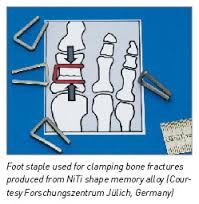 Foot staple used for clamping bone fractures
produced from NiTi shape memory alloy (Cour-
tesy Forschungszentrum Jülich, Germany)